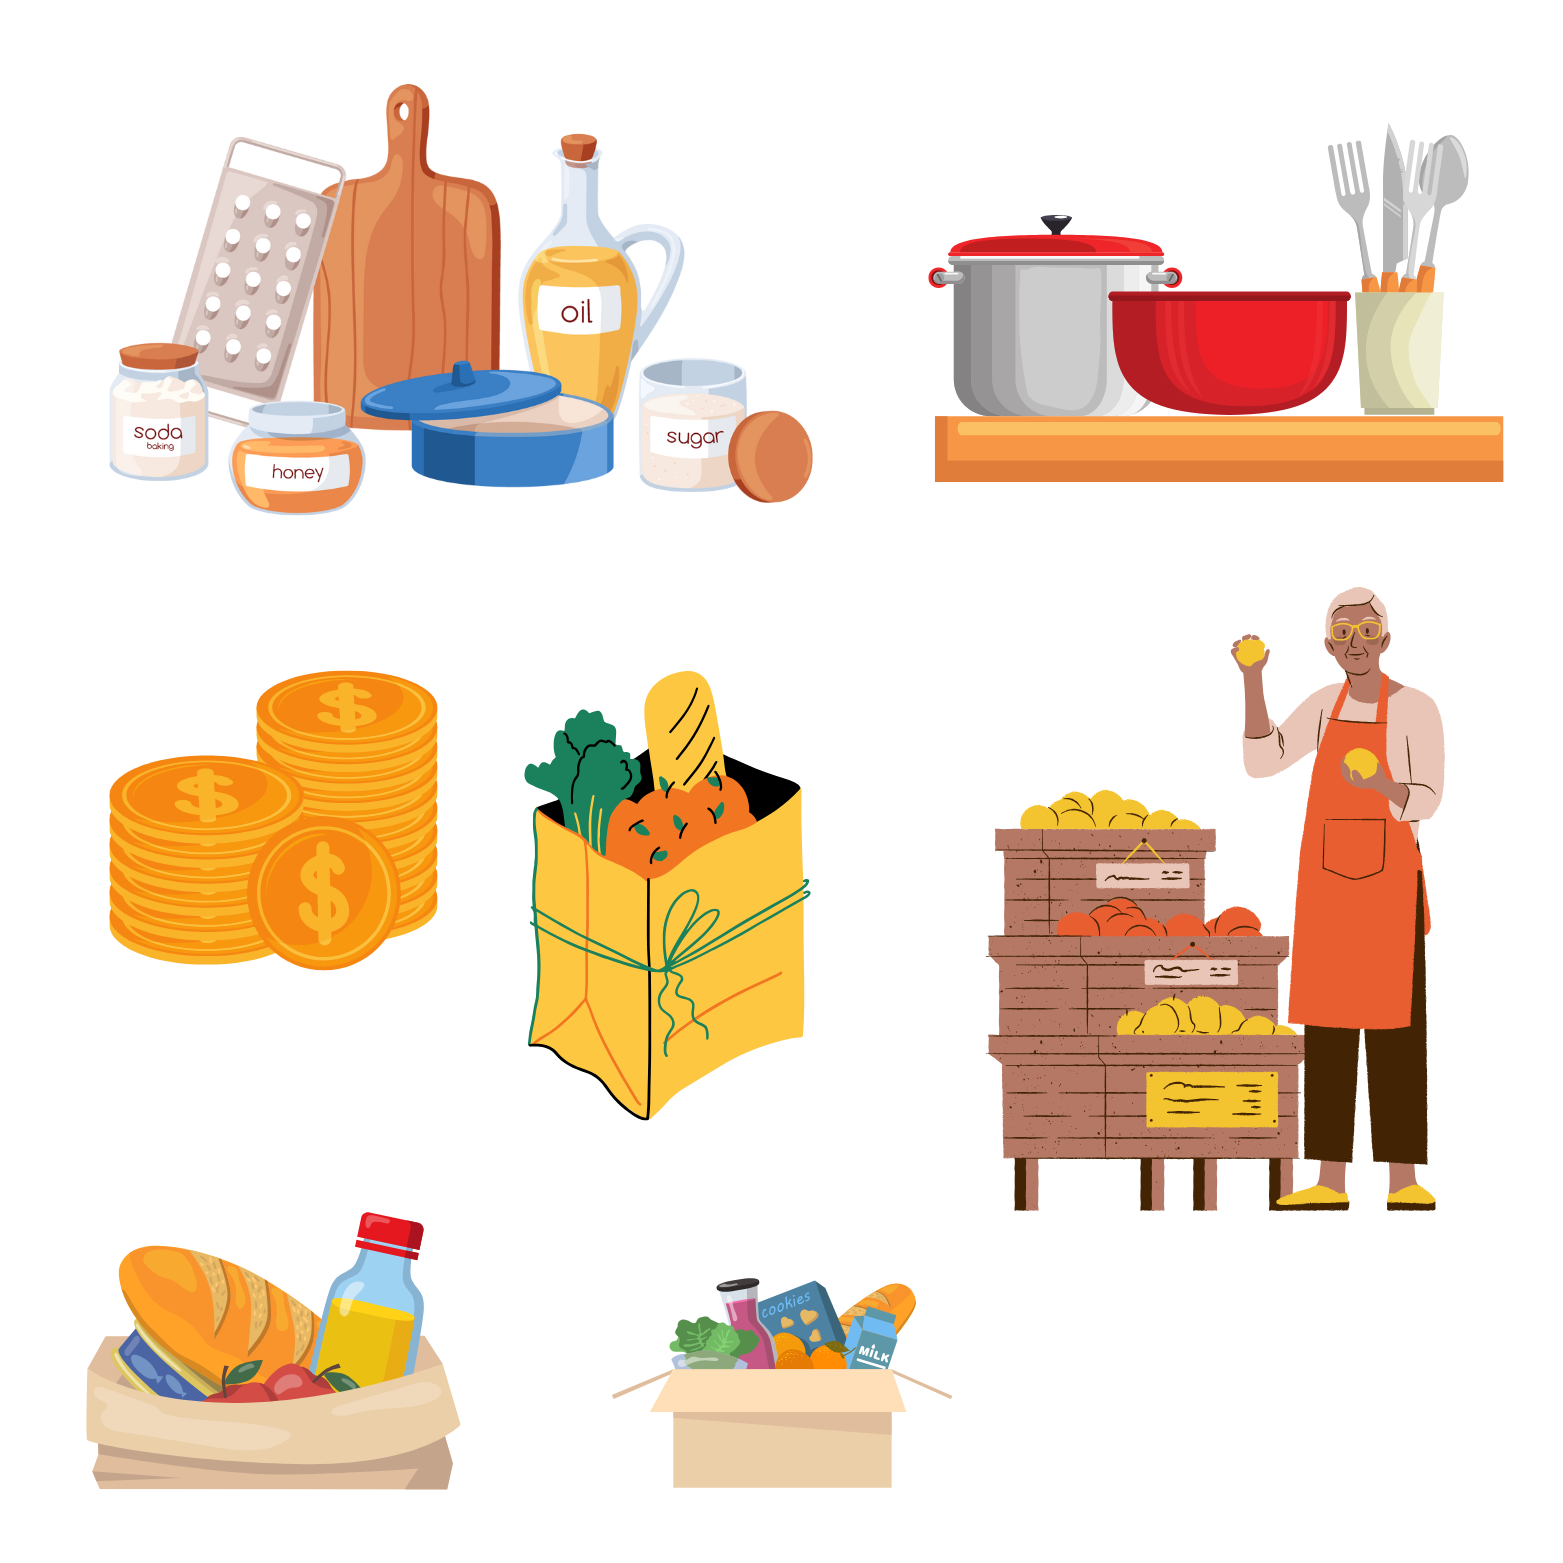 oil
soda
baking
honey
sugar
$
$
$
cookies
MiLK